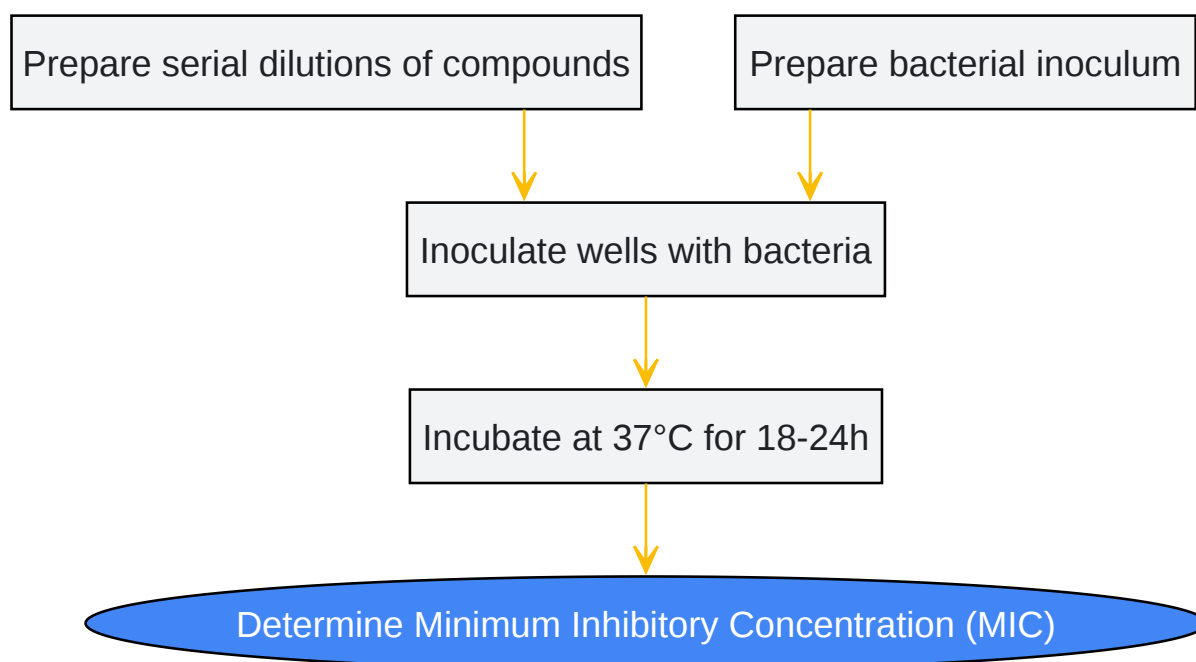 Prepare serial dilutions of compounds
Prepare bacterial inoculum
Inoculate wells with bacteria
Incubate at 37°C for 18-24h
Determine Minimum Inhibitory Concentration (MIC)